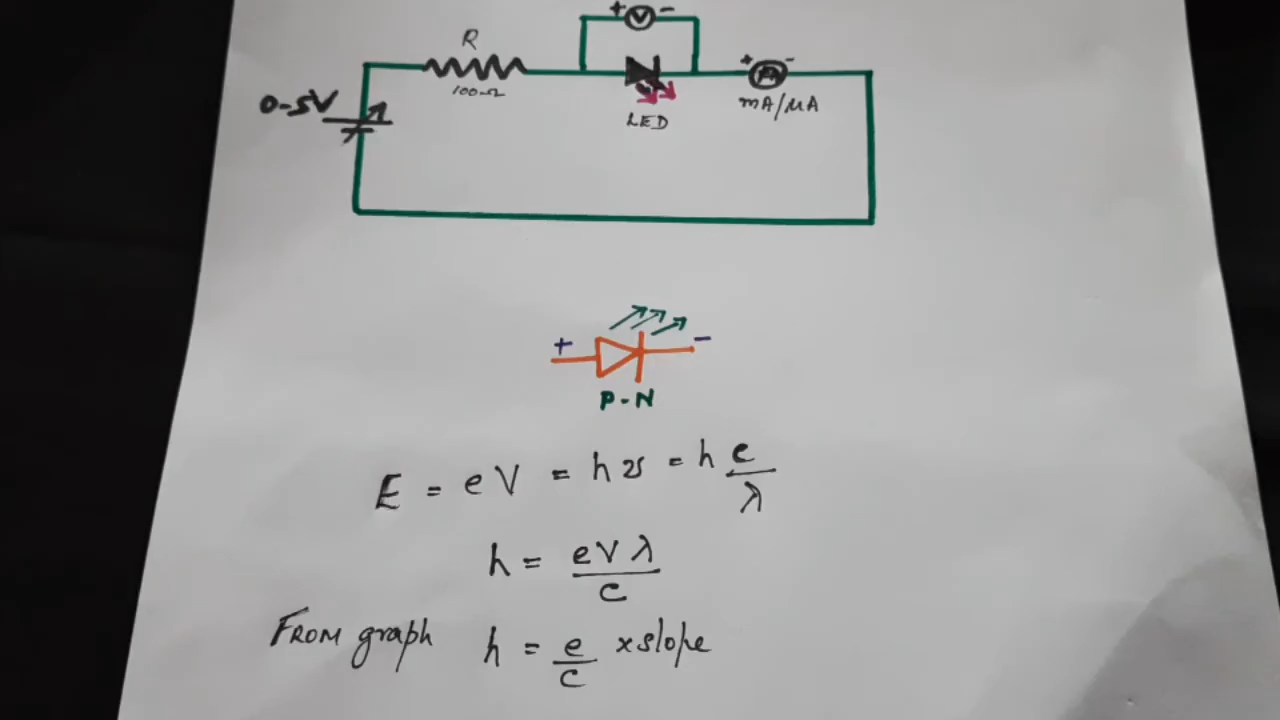 + V -
R
100Ω
0-5V
LED
+ A -
mA/μA
+ -
P-N
E = eV = hν = h c/λ
h = eVλ/c
FROM graph h = e/c × slope